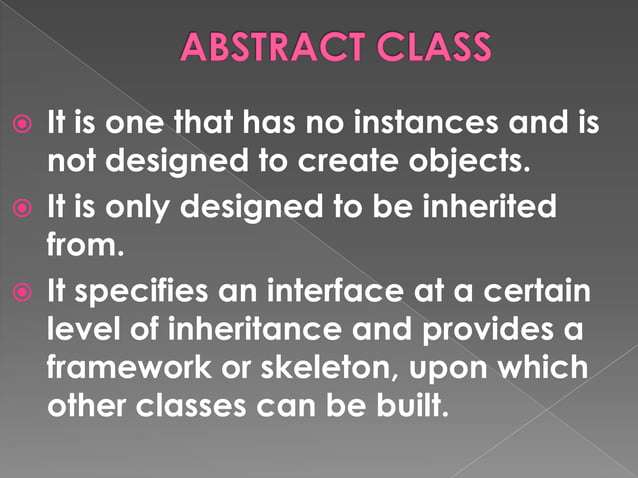 ABSTRACT CLASS
It is one that has no instances and is
not designed to create objects.
It is only designed to be inherited
from.
It specifies an interface at a certain
level of inheritance and provides a
framework or skeleton, upon which
other classes can be built.